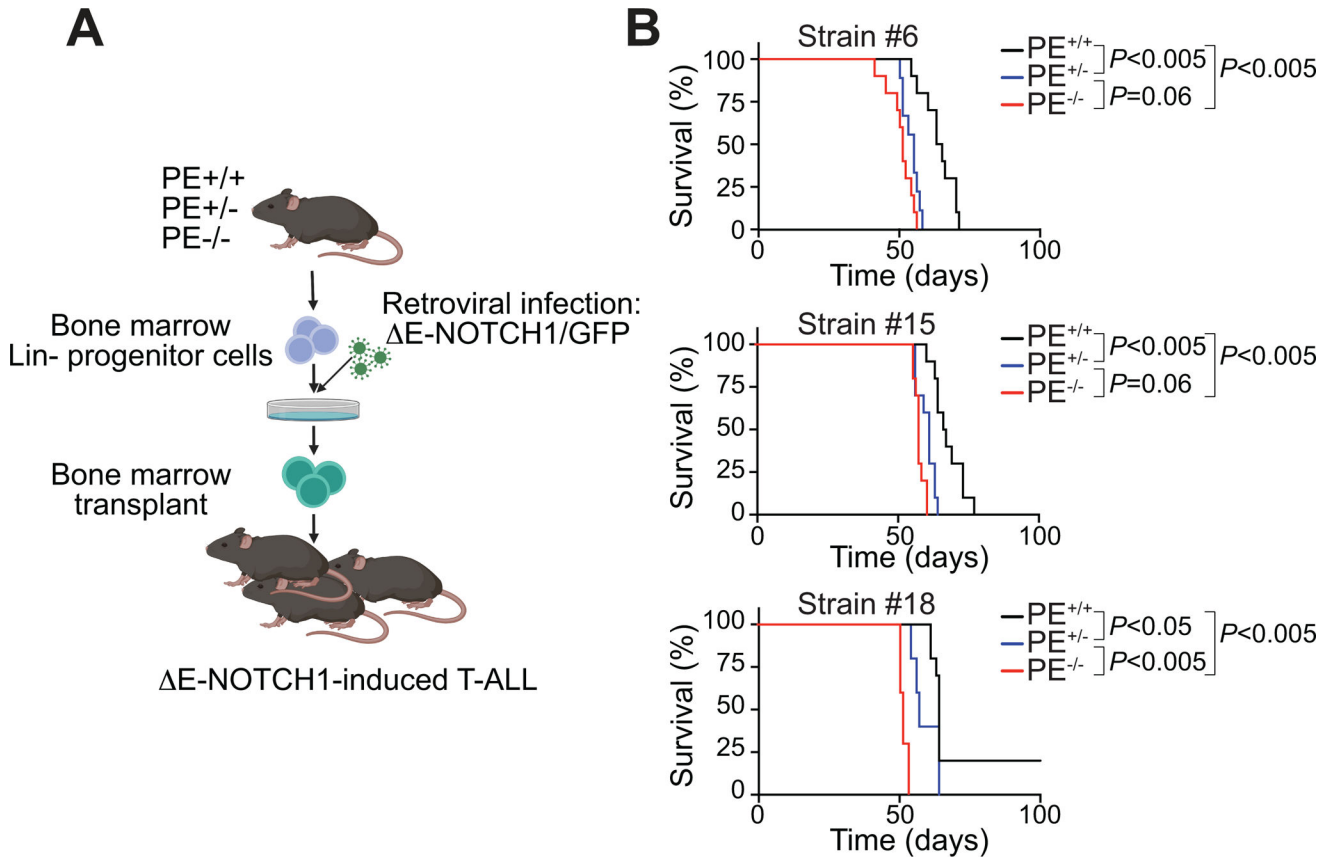 A
PE+/+
PE+/-
PE-/-
Bone marrow
Lin- progenitor cells
Retroviral infection:
ΔE-NOTCH1/GFP
Bone marrow
transplant
ΔE-NOTCH1-induced T-ALL
B
Strain #6
Survival (%)
100
75
50
25
0
0 50 100
Time (days)
PE+/+
PE+/-
PE-/-
P<0.005
P=0.06
P<0.005
Strain #15
Survival (%)
100
75
50
25
0
0 50 100
Time (days)
PE+/+
PE+/-
PE-/-
P<0.005
P=0.06
P<0.005
Strain #18
Survival (%)
100
75
50
25
0
0 50 100
Time (days)
PE+/+
PE+/-
PE-/-
P<0.05
P<0.005
P<0.005